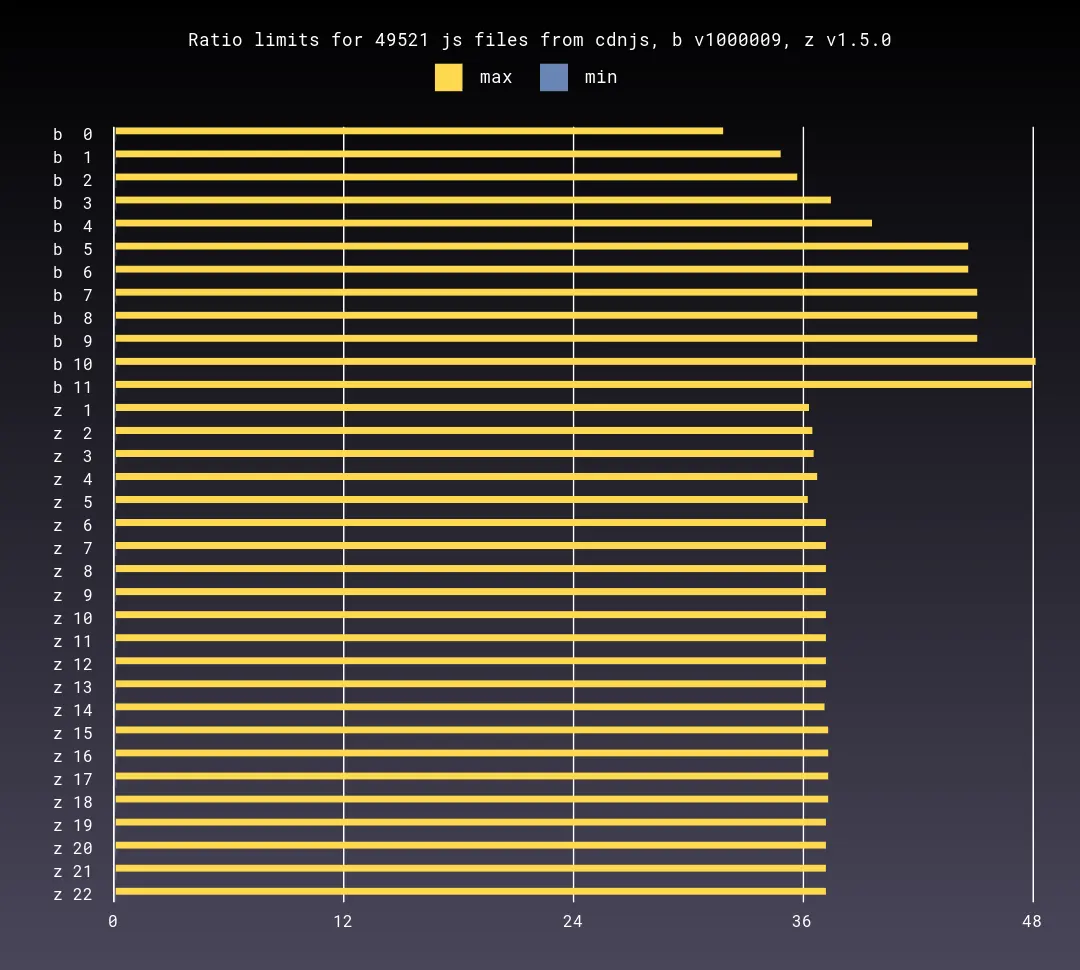 Ratio limits for 49521 js files from cdnjs, b v1000009, z v1.5.0
max min
b 0
b 1
b 2
b 3
b 4
b 5
b 6
b 7
b 8
b 9
b 10
b 11
z 1
z 2
z 3
z 4
z 5
z 6
z 7
z 8
z 9
z 10
z 11
z 12
z 13
z 14
z 15
z 16
z 17
z 18
z 19
z 20
z 21
z 22
0 12 24 36 48